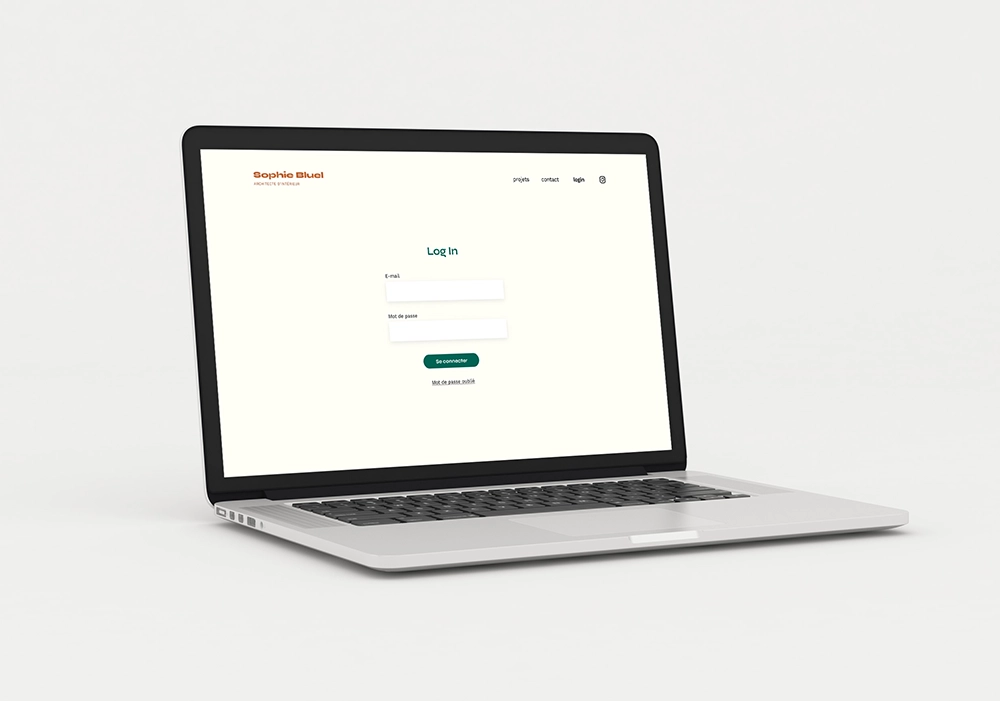 Sophie Bluel
ARCHITECTE D'INTÉRIEUR
projets
contact
login
Log In
E-mail
Mot de passe
Se connecter
Mot de passe oublié